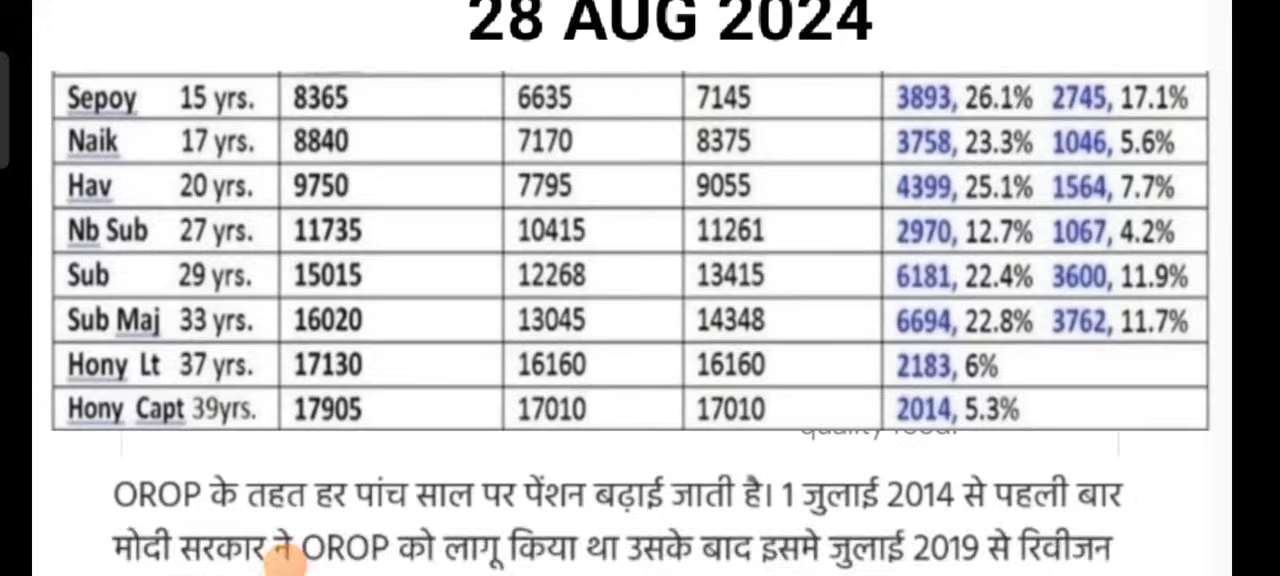 28 AUG 2024
Sepoy 15 yrs. 8365 6635 7145 3893, 26.1% 2745, 17.1%
Naik 17 yrs. 8840 7170 8375 3758, 23.3% 1046, 5.6%
Hav 20 yrs. 9750 7795 9055 4399, 25.1% 1564, 7.7%
Nb Sub 27 yrs. 11735 10415 11261 2970, 12.7% 1067, 4.2%
Sub 29 yrs. 15015 12268 13415 6181, 22.4% 3600, 11.9%
Sub Maj 33 yrs. 16020 13045 14348 6694, 22.8% 3762, 11.7%
Hony Lt 37 yrs. 17130 16160 16160 2183, 6%
Hony Capt 39yrs. 17905 17010 17010 2014, 5.3%
OROP के तहत हर पांच साल पर पेंशन बढ़ाई जाती है। 1 जुलाई 2014 से पहली बार
मोदी सरकार ने OROP को लागू किया था उसके बाद इसमे जुलाई 2019 से रिवीजन